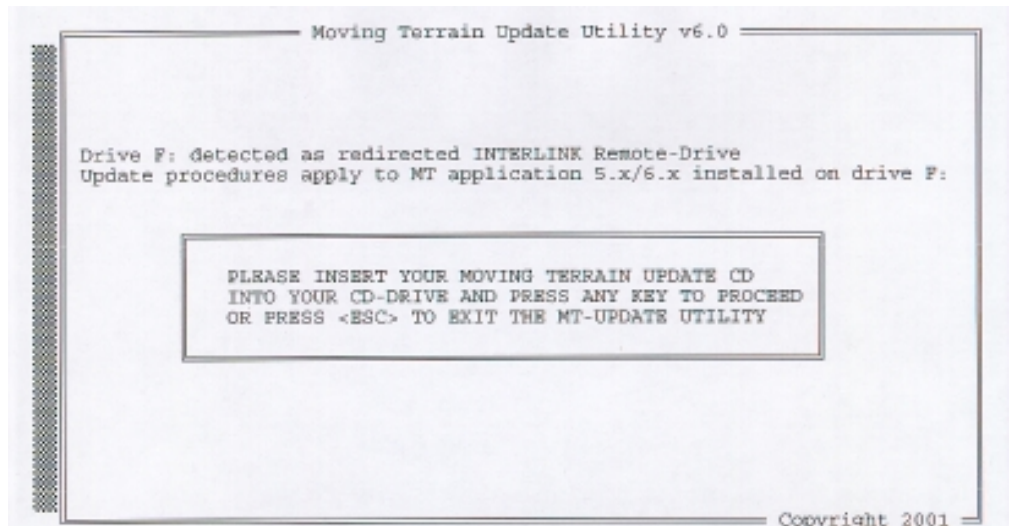 Moving Terrain Update Utility v6.0
Drive F: detected as redirected INTERLINK Remote-Drive
Update procedures apply to MT application 5.x/6.x installed on drive F:
PLEASE INSERT YOUR MOVING TERRAIN UPDATE CD
INTO YOUR CD-DRIVE AND PRESS ANY KEY TO PROCEED
OR PRESS <ESC> TO EXIT THE MT-UPDATE UTILITY
Copyright 2001